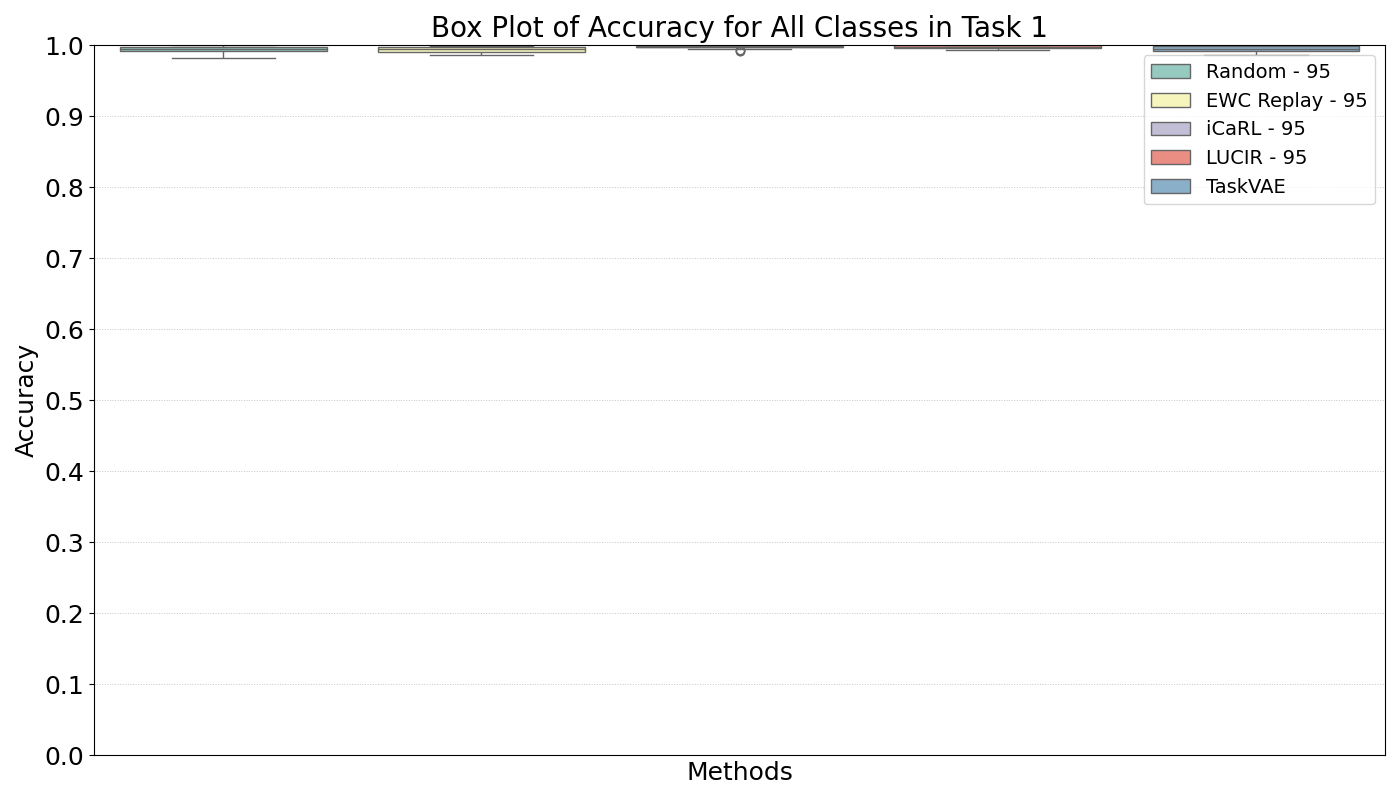 Box Plot of Accuracy for All Classes in Task 1
1.0
0.9
0.8
0.7
0.6
0.5
0.4
0.3
0.2
0.1
0.0
Accuracy
Methods
Random - 95
EWC Replay - 95
iCaRL - 95
LUCIR - 95
TaskVAE